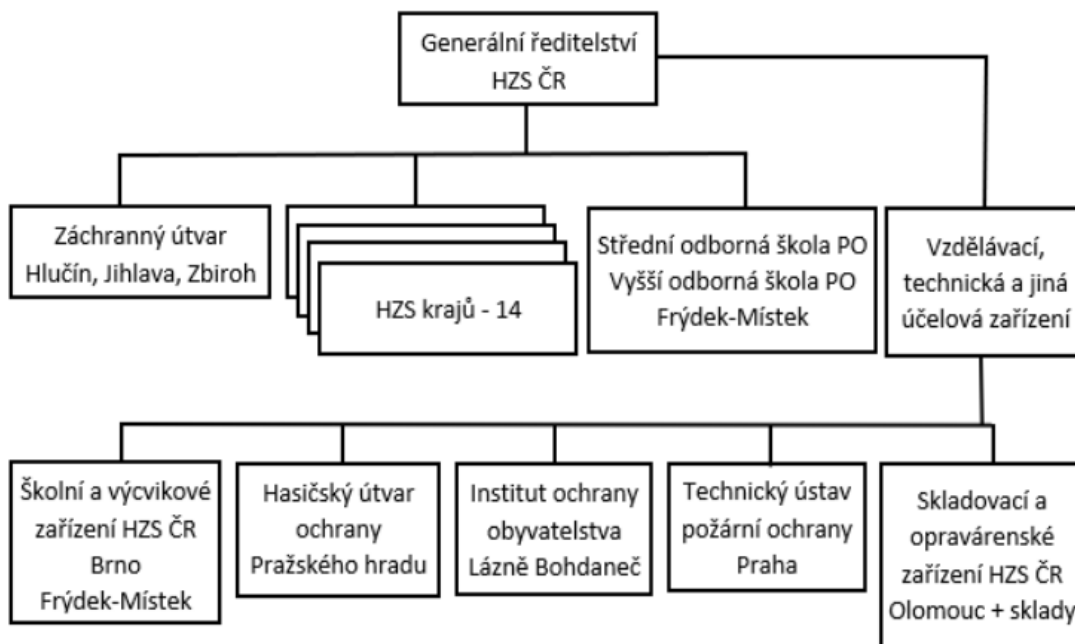 Generální ředitelství
HZS ČR
Záchranný útvar
Hlučín, Jihlava, Zbiroh
HZS krajů - 14
Střední odborná škola PO
Vyšší odborná škola PO
Frýdek-Místek
Vzdělávací,
technická a jiná
účelová zařízení
Školní a výcvikové
zařízení HZS ČR
Brno
Frýdek-Místek
Hasičský útvar
ochrany
Pražského hradu
Institut ochrany
obyvatelstva
Lázně Bohdaneč
Technický ústav
požární ochrany
Praha
Skladovací a
opravárenské
zařízení HZS ČR
Olomouc + sklady